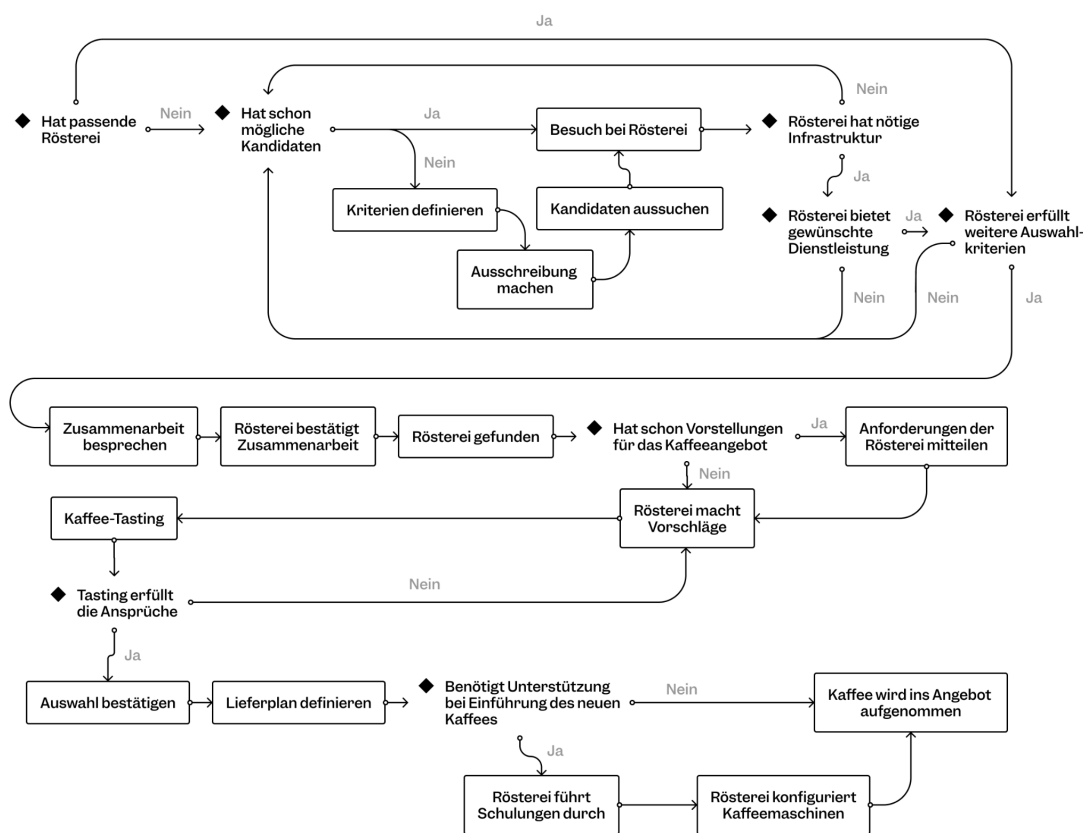 Ja
Hat passende
Rösterei
Nein
Hat schon
mögliche
Kandidaten
Ja
Nein
Besuch bei Rösterei
Nein
Rösterei hat nötige
Infrastruktur
Ja
Kriterien definieren
Kandidaten aussuchen
Ausschreibung
machen
Rösterei bietet
gewünschte
Dienstleistung
Ja
Rösterei erfüllt
weitere Auswahl-
kriterien
Nein
Nein
Ja
Zusammenarbeit
besprechen
Rösterei bestätigt
Zusammenarbeit
Rösterei gefunden
Hat schon Vorstellungen
für das Kaffeeangebot
Ja
Anforderungen der
Rösterei mitteilen
Nein
Rösterei macht
Vorschläge
Kaffee-Tasting
Tasting erfüllt
die Ansprüche
Nein
Ja
Auswahl bestätigen
Lieferplan definieren
Benötigt Unterstützung
bei Einführung des neuen
Kaffees
Nein
Kaffee wird ins Angebot
aufgenommen
Ja
Rösterei führt
Schulungen durch
Rösterei konfiguriert
Kaffeemaschinen